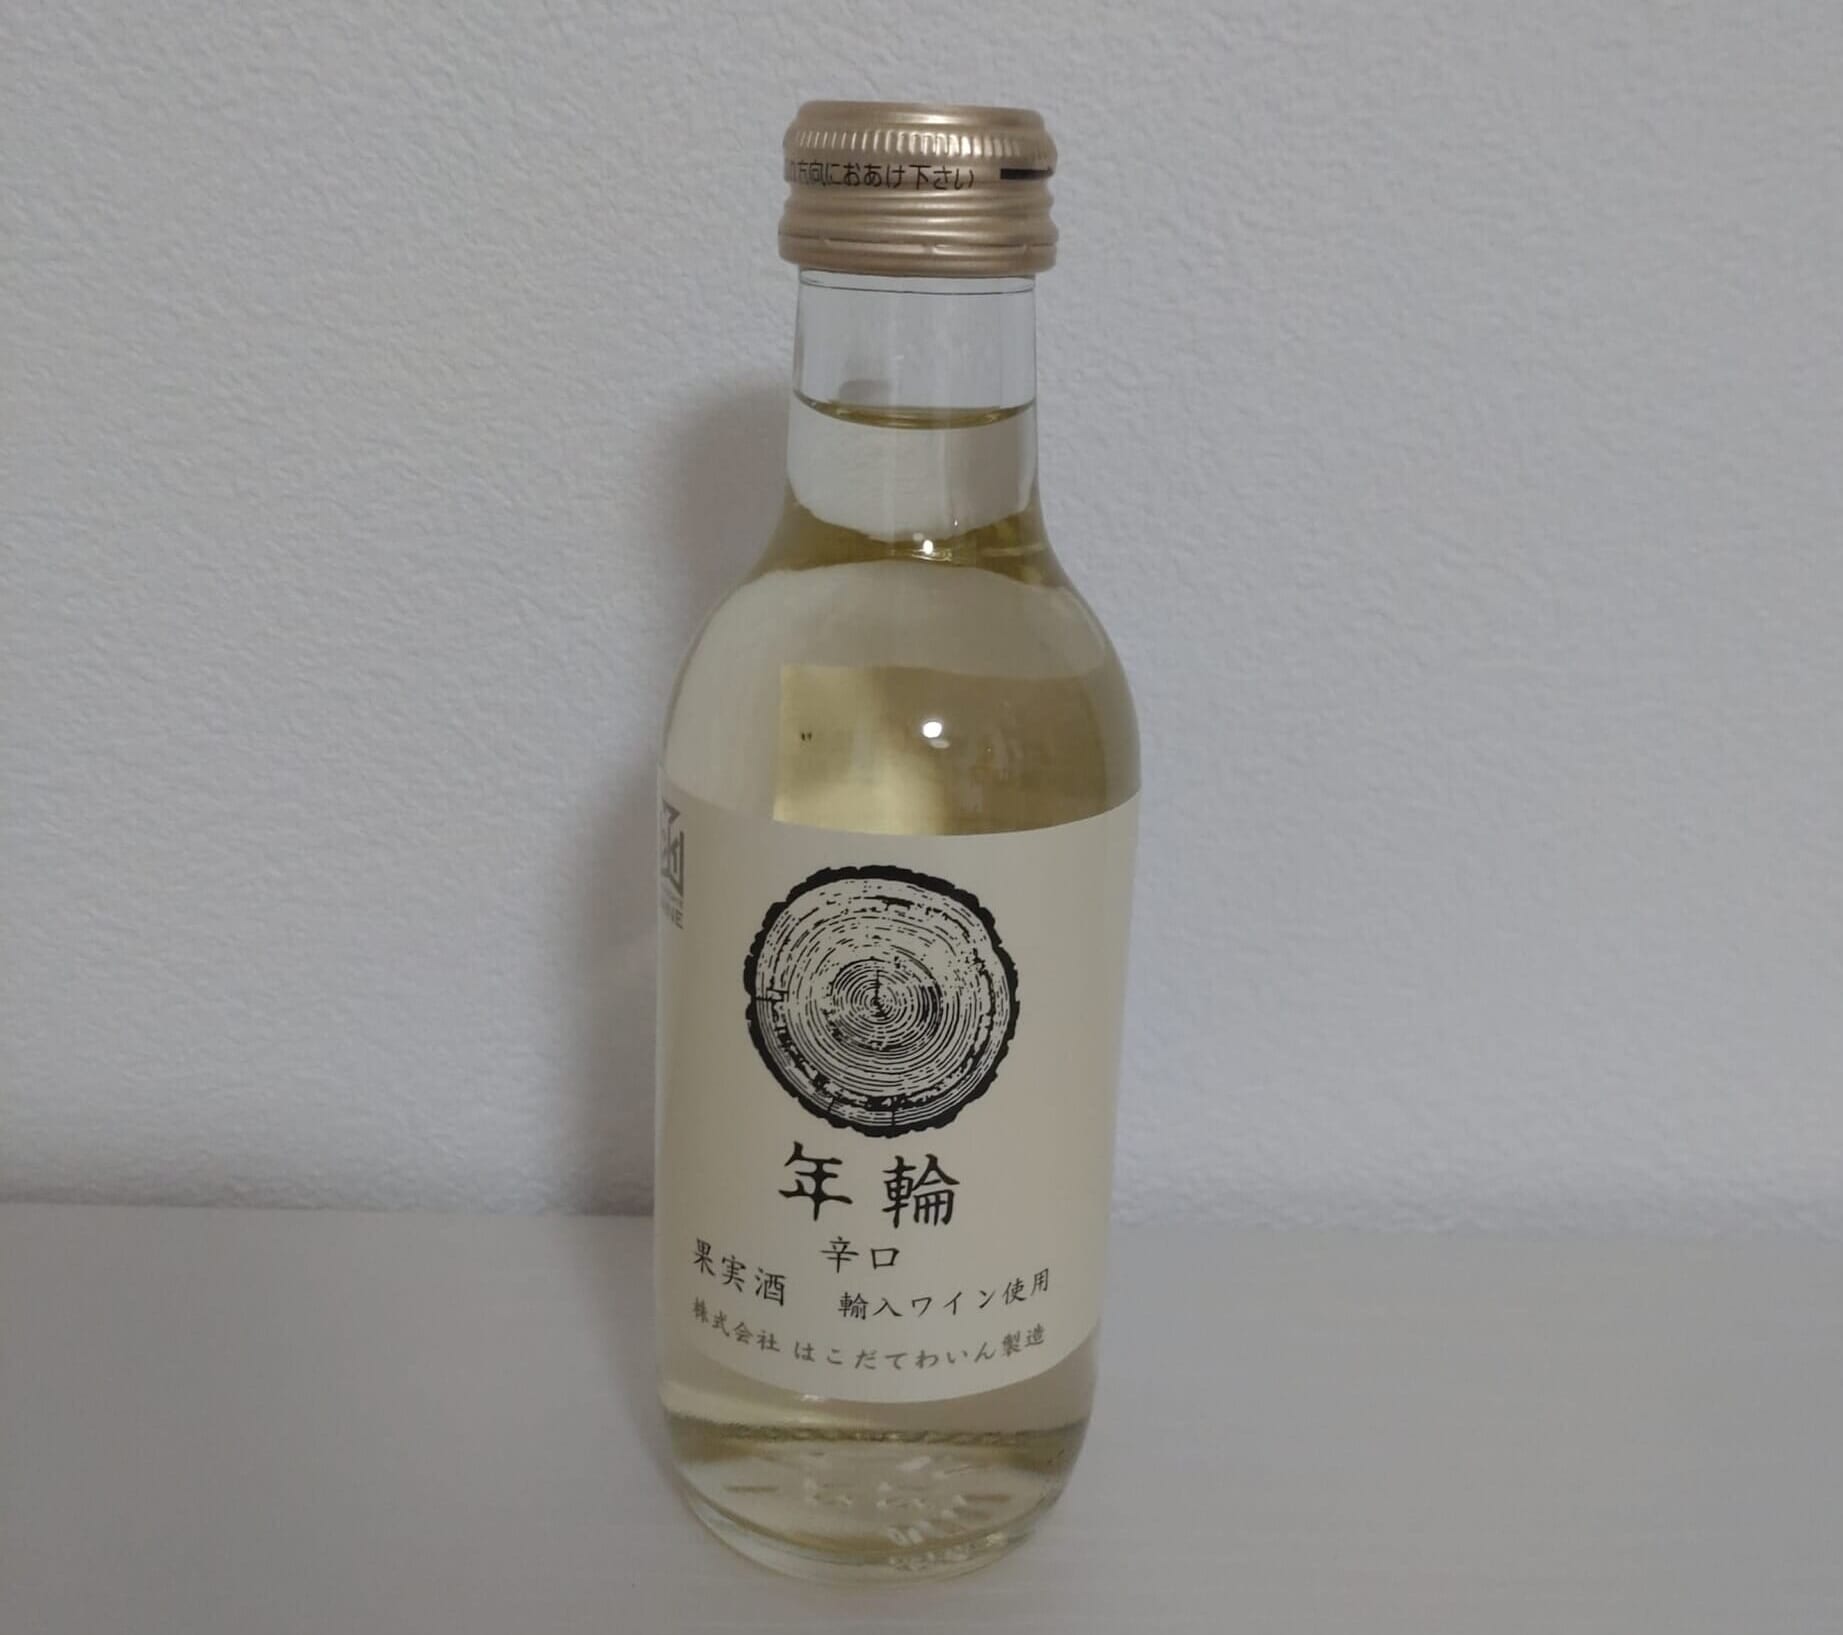 方向におあけ下さい
年輪
辛口
果実酒 輸入ワイン使用
株式会社 はこだてわいん製造